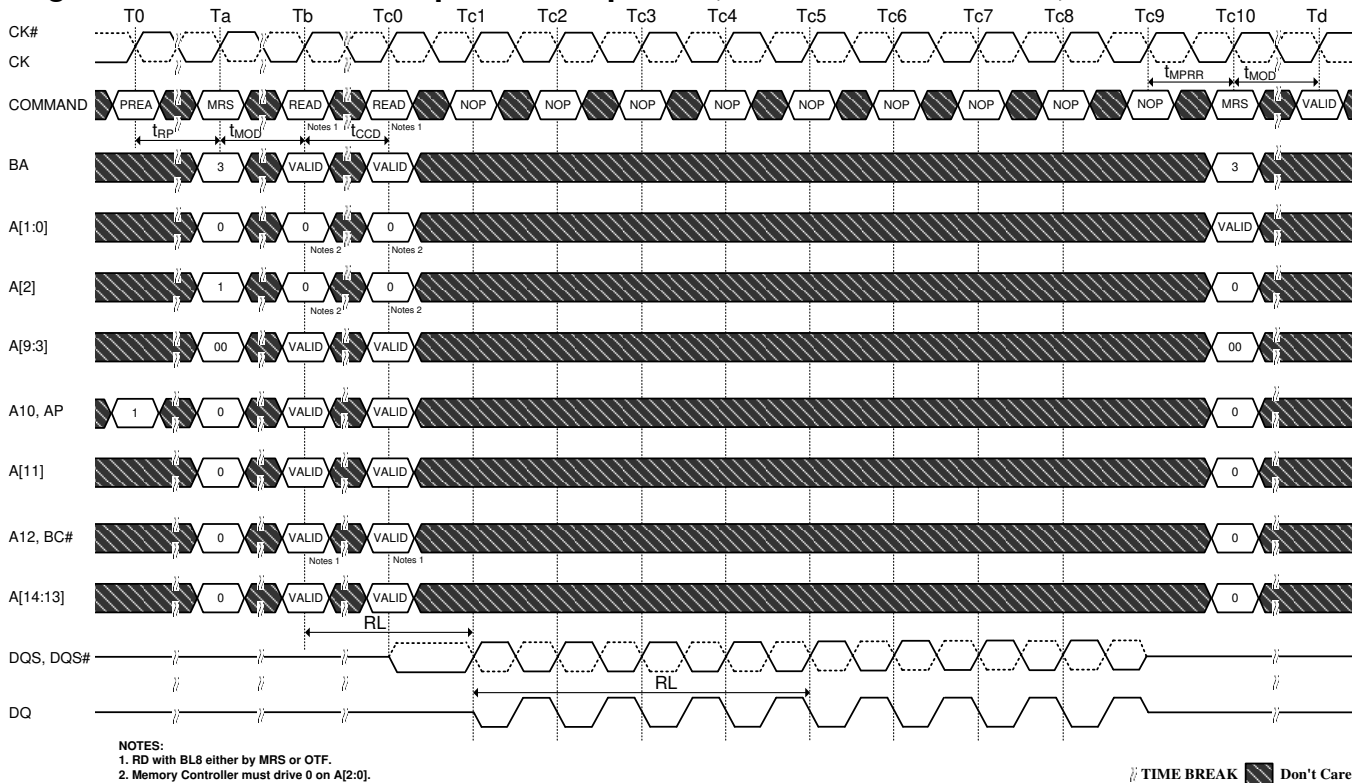 T0 Ta Tb Tc0 Tc1 Tc2 Tc3 Tc4 Tc5 Tc6 Tc7 Tc8 Tc9 Tc10 Td
CK#
CK
tMPRR tMOD
COMMAND PREA MRS READ READ NOP NOP NOP NOP NOP NOP NOP NOP NOP MRS VALID
Notes 1 Notes 1
tRP tMOD tCCD
BA 3 VALID VALID 3
A[1:0] 0 0 0 VALID
Notes 2 Notes 2
A[2] 1 0 0 0
Notes 2 Notes 2
A[9:3] 00 VALID VALID 00
A10, AP 1 0 VALID VALID 0
A[11] 0 VALID VALID 0
A12, BC# 0 VALID VALID 0
Notes 1 Notes 1
A[14:13] 0 VALID VALID 0
RL
DQS, DQS#
RL
DQ
NOTES:
1. RD with BL8 either by MRS or OTF.
2. Memory Controller must drive 0 on A[2:0].
TIME BREAK Don't Care